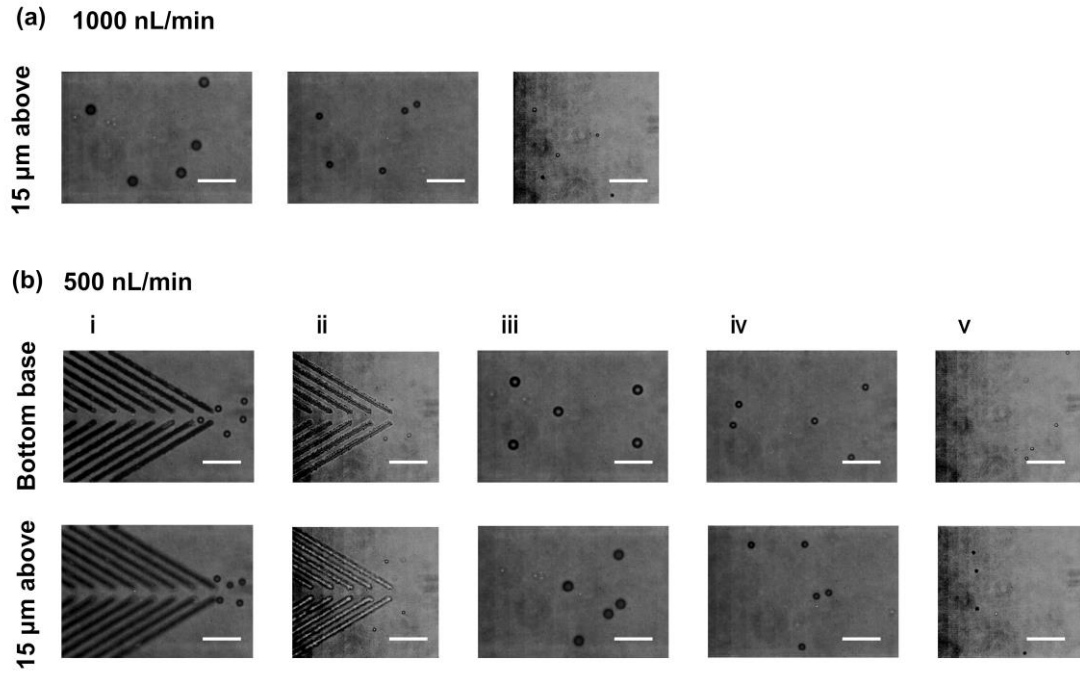 (a) 1000 nL/min
15 µm above
(b) 500 nL/min
i ii iii iv v
Bottom base
15 µm above